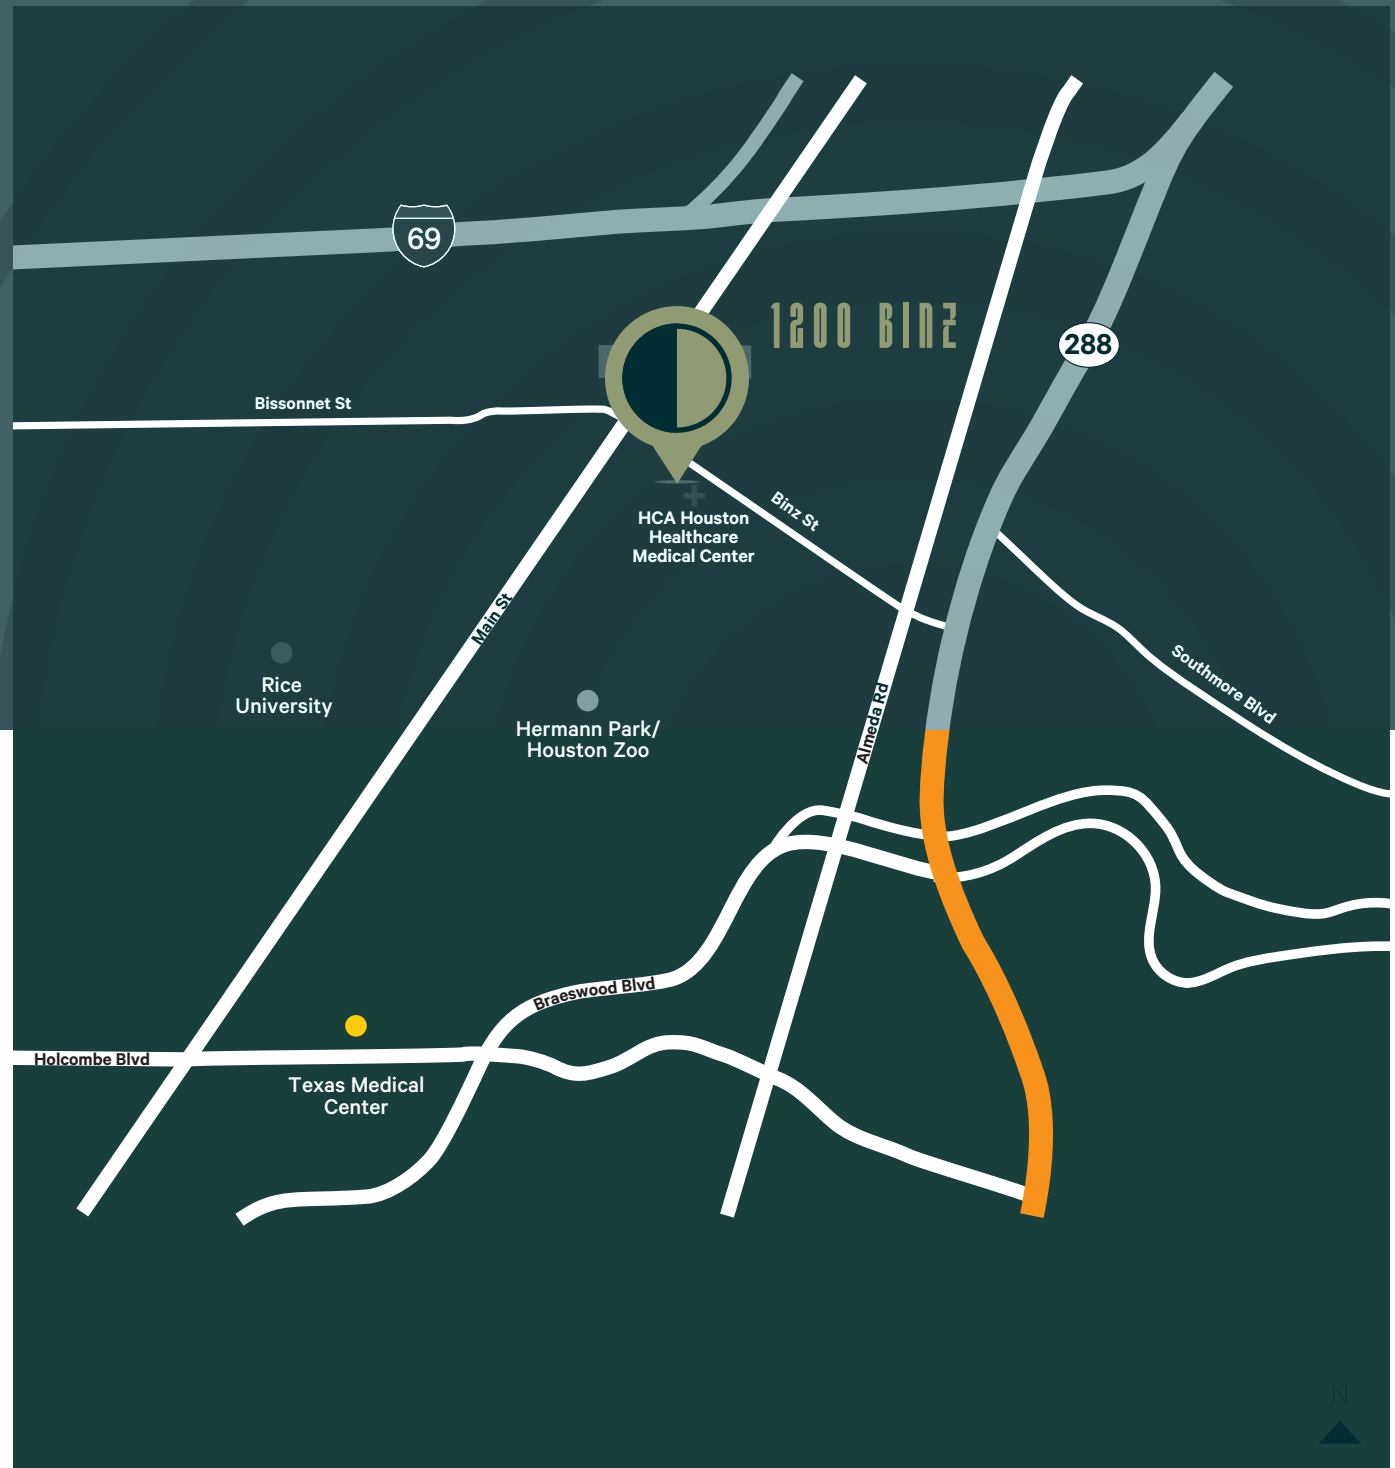 69
1200 BINZ
288
Bissonnet St
Binz St
HCA Houston
Healthcare
Medical Center
Main St
Rice
University
Hermann Park/
Houston Zoo
Almeda Rd
Southmore Blvd
Braeswood Blvd
Holcombe Blvd
Texas Medical
Center
N